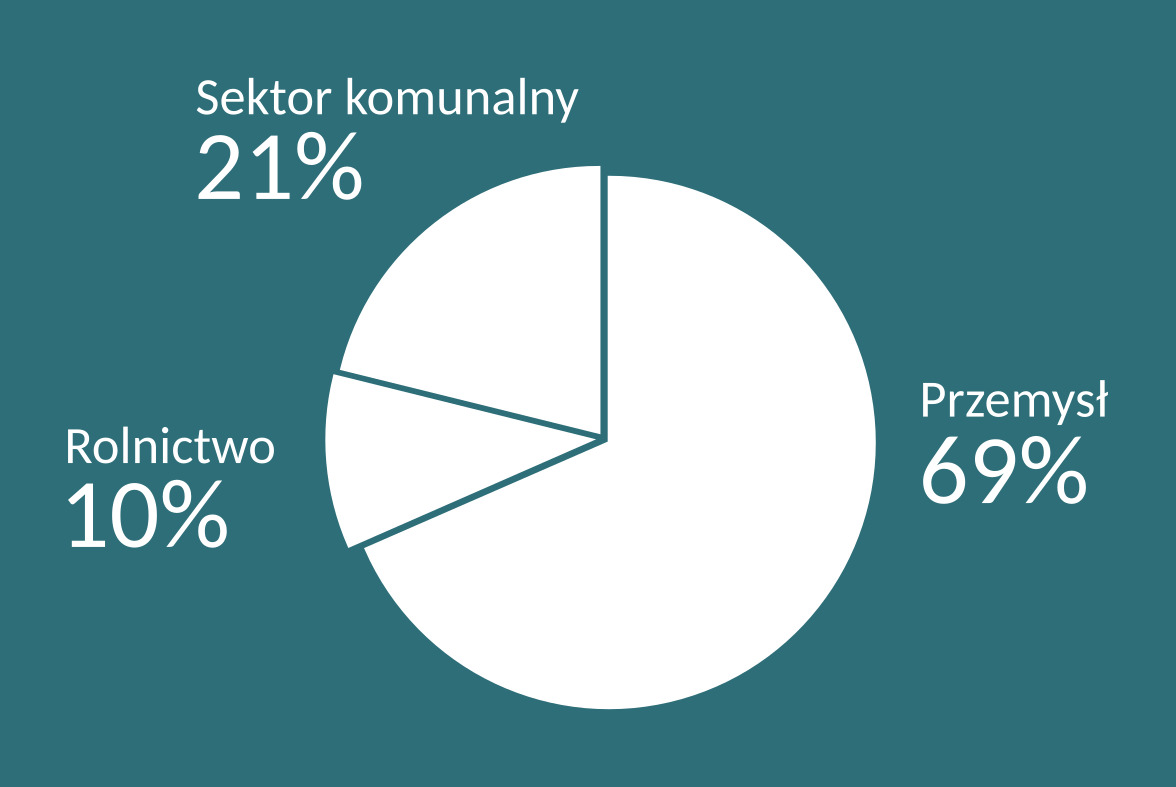 Sektor komunalny
21%
Przemysł
69%
Rolnictwo
10%